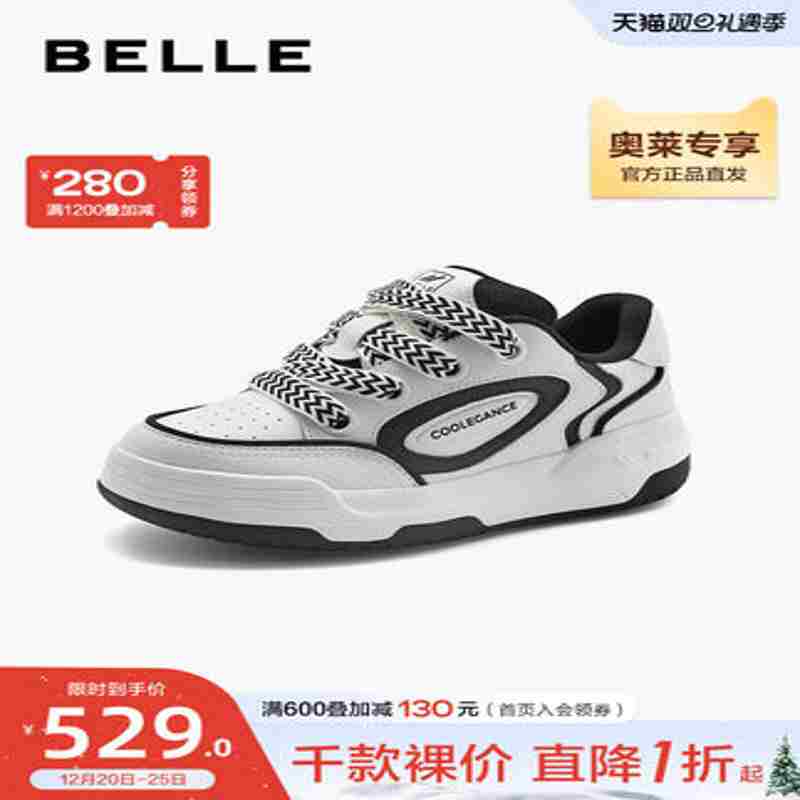 天猫双旦礼遇季
BELLE
奥莱专享
官方正品直发
¥280
满1200叠加减
分享领券
COOLEGANCE
限时到手价
¥529.0
12月20日-25日
满600叠加减130元(首页入会领券)
千款裸价 直降1折起